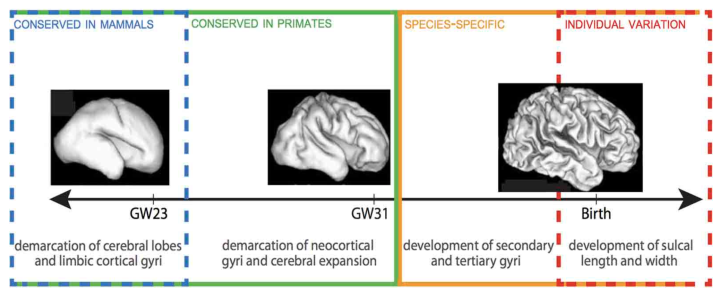 CONSERVED IN MAMMALS
CONSERVED IN PRIMATES
SPECIES-SPECIFIC
INDIVIDUAL VARIATION
GW23
GW31
Birth
demarcation of cerebral lobes
and limbic cortical gyri
demarcation of neocortical
gyri and cerebral expansion
development of secondary
and tertiary gyri
development of sulcal
length and width